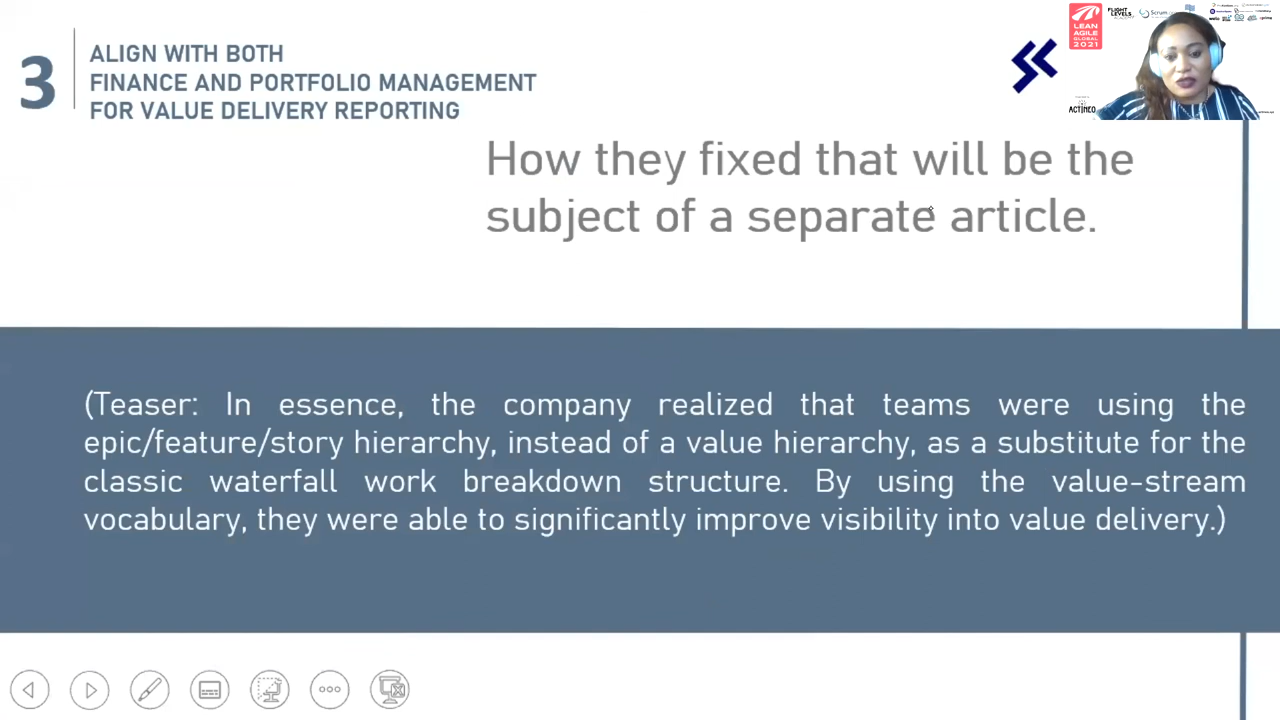 3
ALIGN WITH BOTH
FINANCE AND PORTFOLIO MANAGEMENT
FOR VALUE DELIVERY REPORTING
LEAN
AGILE
GLOBAL
2021
FLIGHT
LEVELS
Scrum
ACTINEO
How they fixed that will be the
subject of a separate article.
(Teaser: In essence, the company realized that teams were using the
epic/feature/story hierarchy, instead of a value hierarchy, as a substitute for the
classic waterfall work breakdown structure. By using the value-stream
vocabulary, they were able to significantly improve visibility into value delivery.)